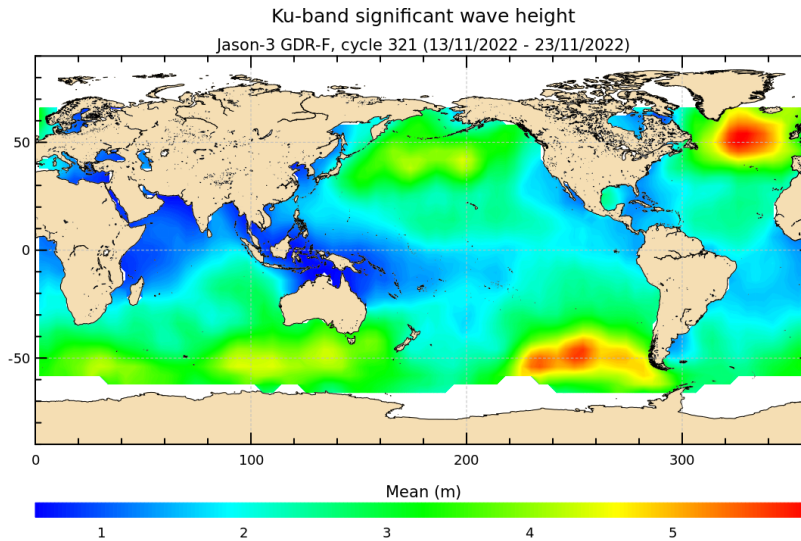 Ku-band significant wave height
Jason-3 GDR-F, cycle 321 (13/11/2022 - 23/11/2022)
50
0
-50
0 100 200 300
Mean (m)
1 2 3 4 5